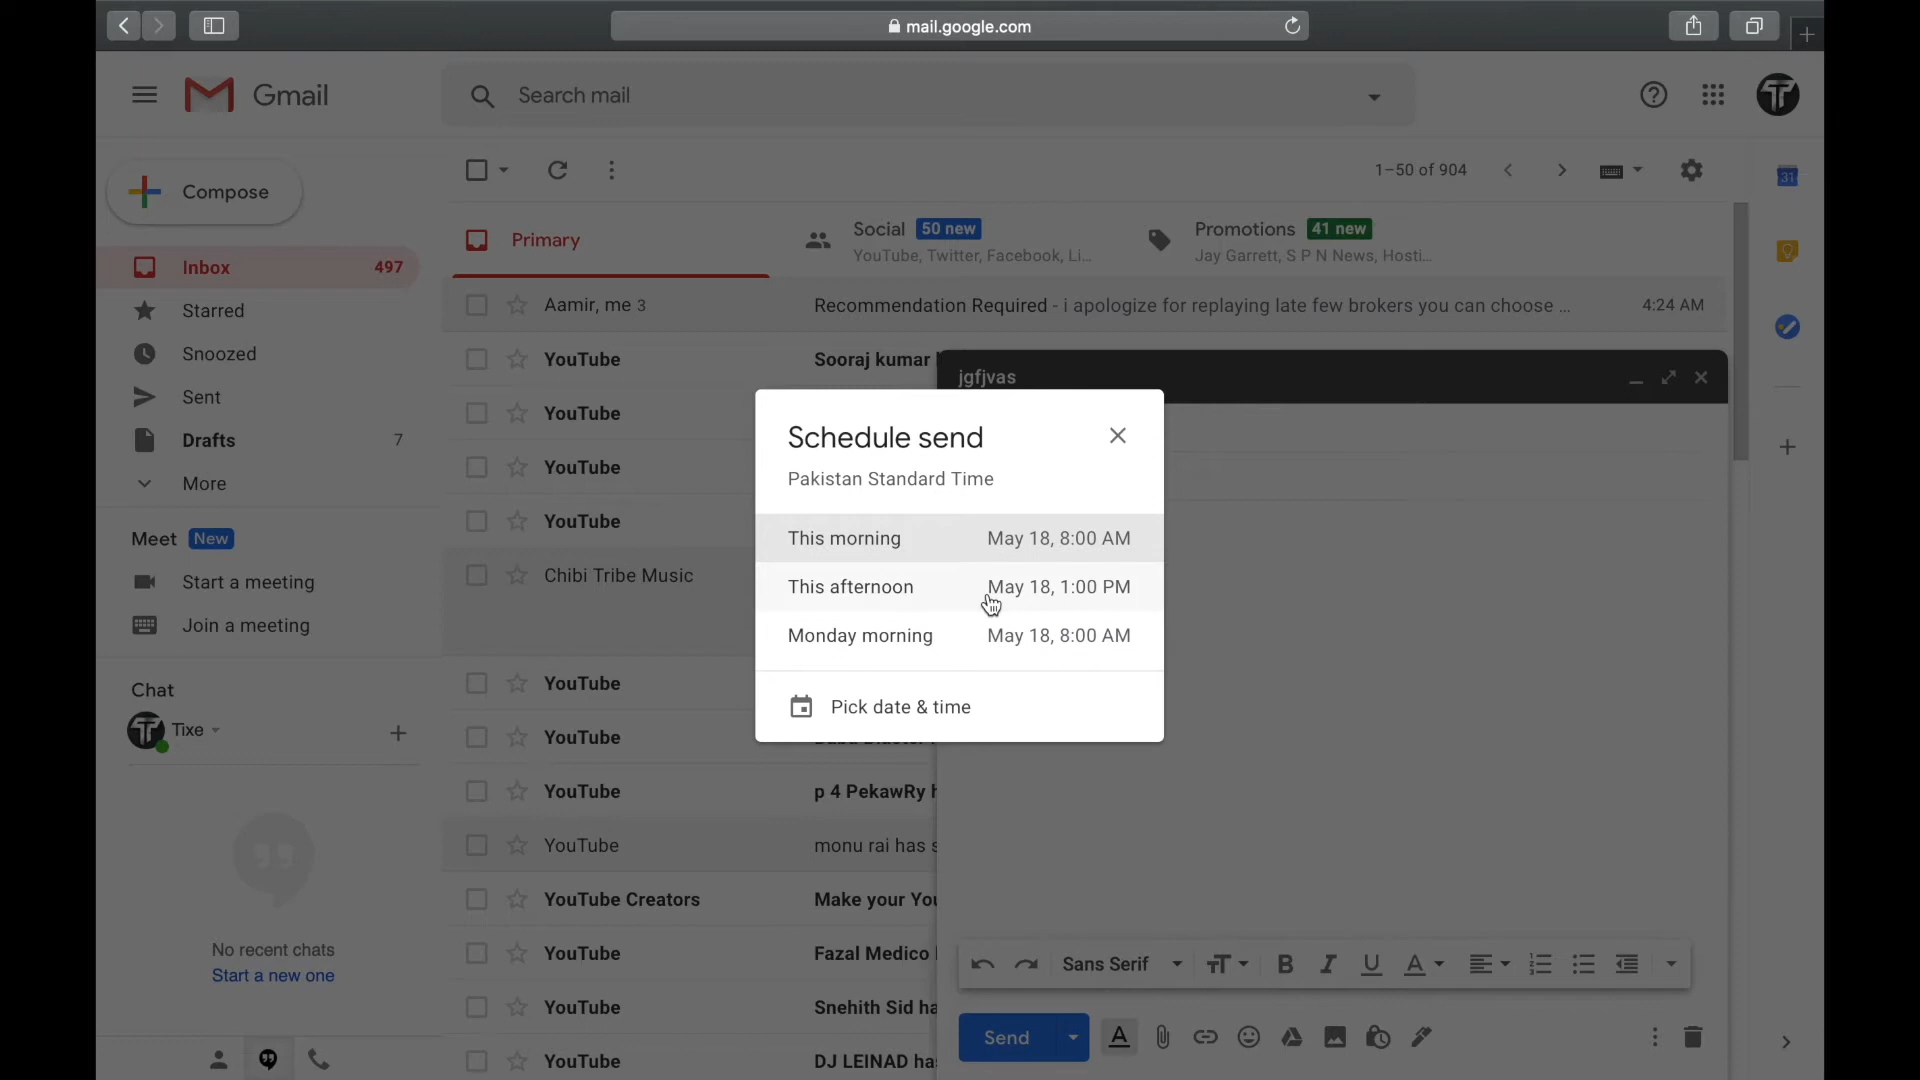 mail.google.com
Gmail
Search mail
Compose
1–50 of 904
31
Primary
Social 50 new
YouTube, Twitter, Facebook, Li...
Promotions 41 new
Jay Garrett, S P N News, Hosti...
Inbox 497
Starred
Snoozed
Sent
Drafts 7
More
Meet New
Start a meeting
Join a meeting
Chat
Tixe
No recent chats
Start a new one
Aamir, me 3 Recommendation Required - i apologize for replaying late few brokers you can choose ... 4:24 AM
YouTube Sooraj kumar
YouTube
YouTube
YouTube
Chibi Tribe Music
YouTube
YouTube
YouTube p 4 PekawRy
YouTube monu rai has
YouTube Creators Make your
YouTube Fazal Medico
YouTube Snehith Sid
YouTube DJ LEINAD
jgfjvas
Schedule send
Pakistan Standard Time
This morning May 18, 8:00 AM
This afternoon May 18, 1:00 PM
Monday morning May 18, 8:00 AM
Pick date & time
Sans Serif
Send